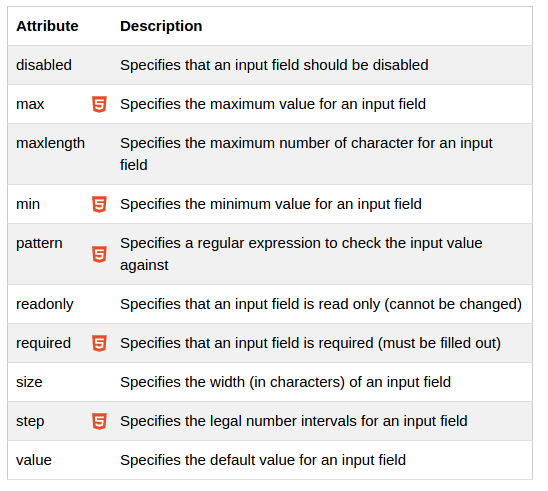 Attribute Description
disabled Specifies that an input field should be disabled
max 5 Specifies the maximum value for an input field
maxlength Specifies the maximum number of character for an input
field
min 5 Specifies the minimum value for an input field
pattern 5 Specifies a regular expression to check the input value
against
readonly Specifies that an input field is read only (cannot be changed)
required 5 Specifies that an input field is required (must be filled out)
size Specifies the width (in characters) of an input field
step 5 Specifies the legal number intervals for an input field
value Specifies the default value for an input field